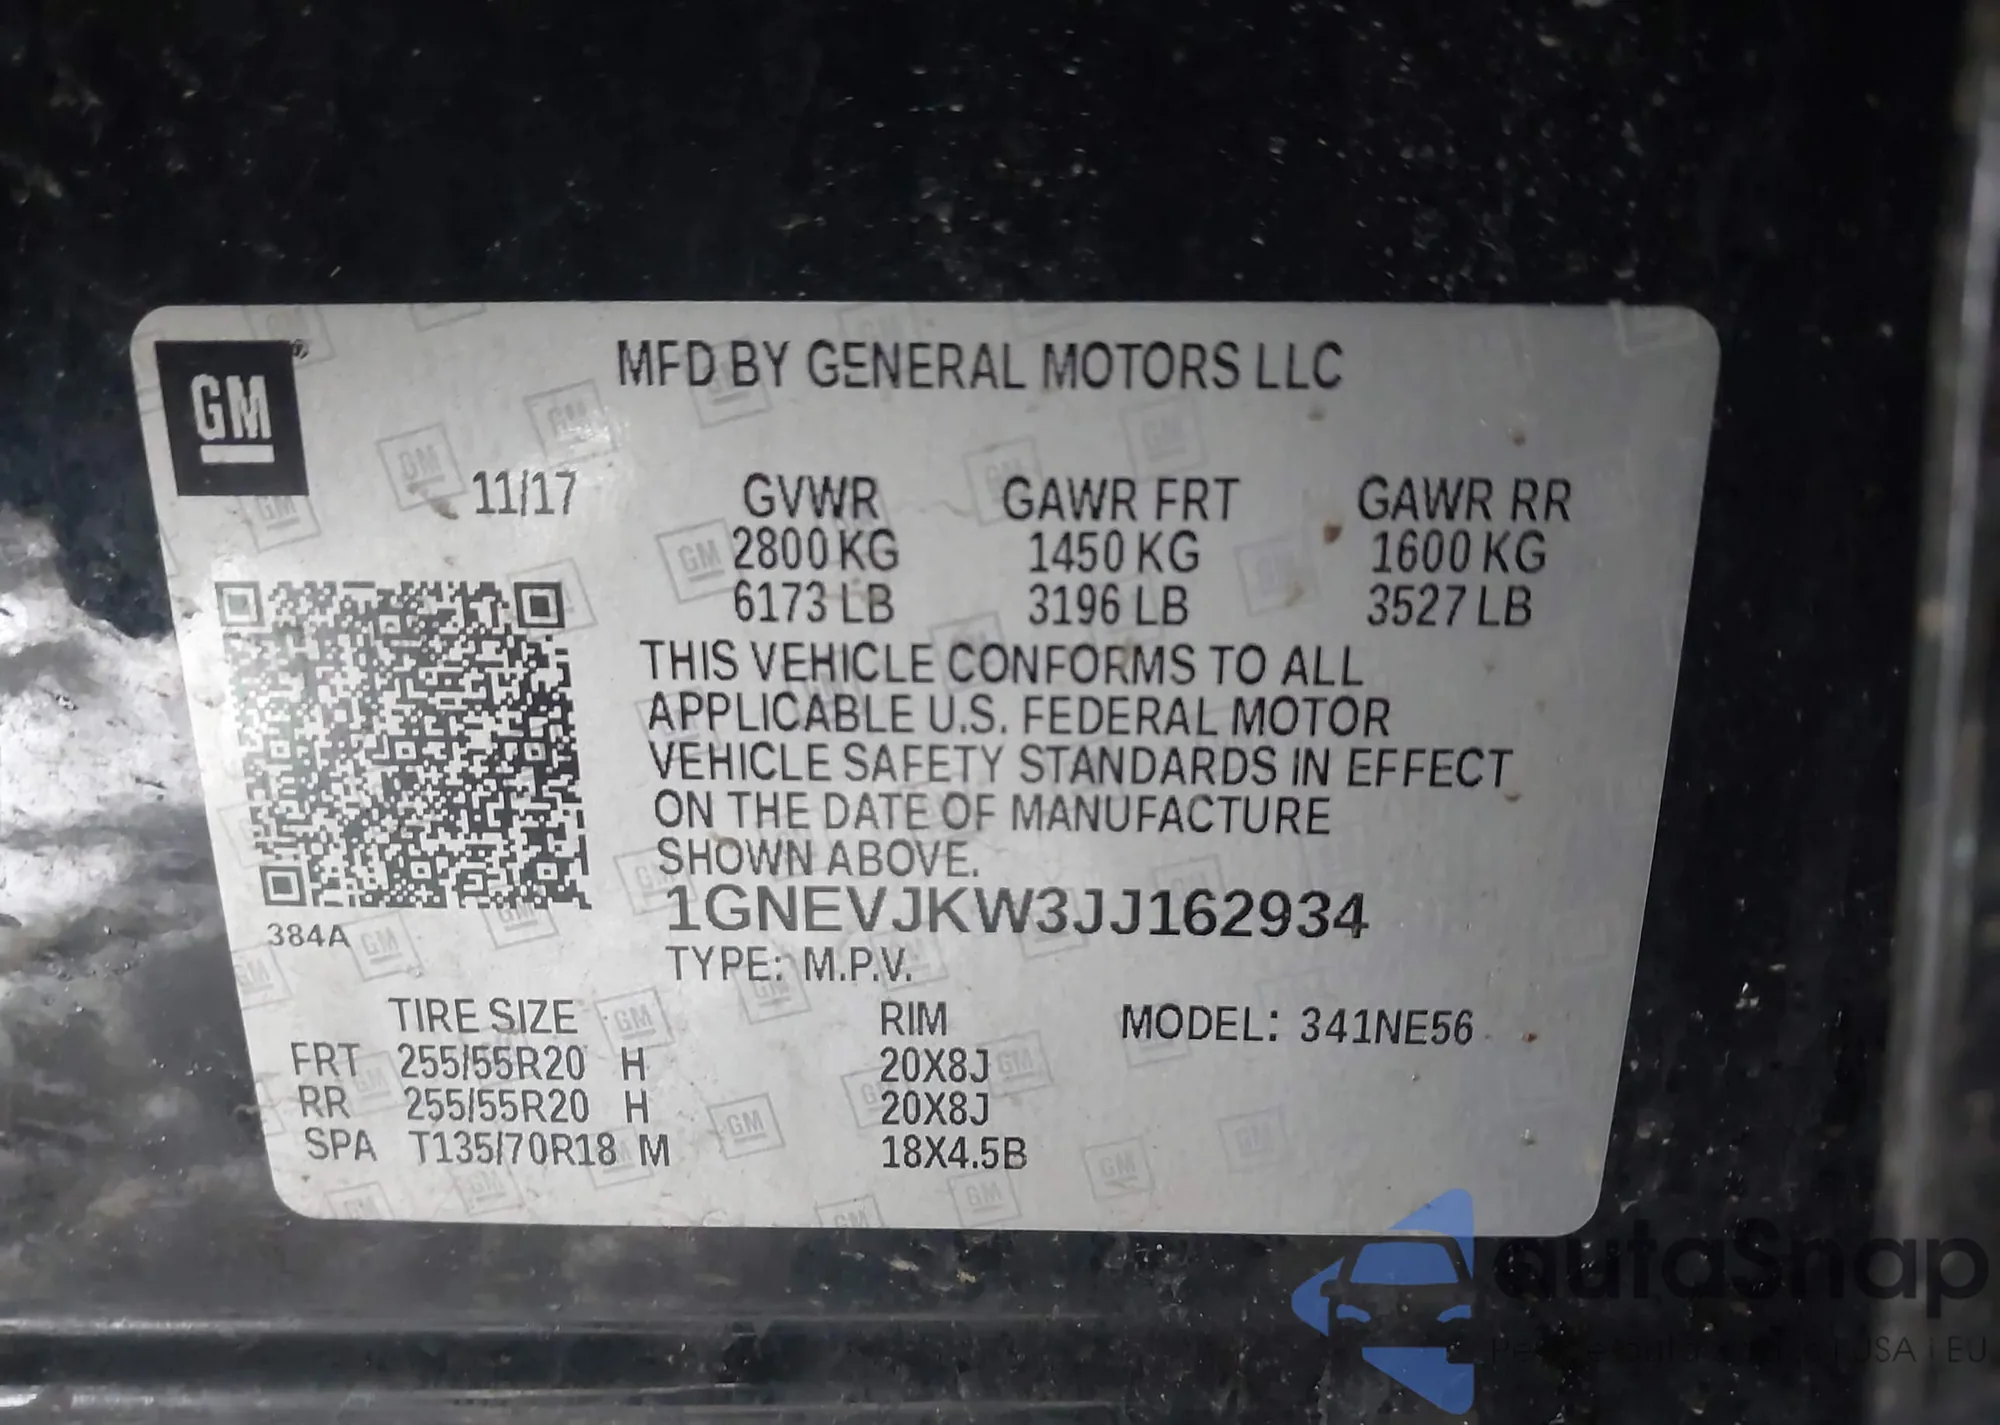 GM
MFD BY GENERAL MOTORS LLC
11/17 GVWR GAWR FRT GAWR RR
2800 KG 1450 KG 1600 KG
6173 LB 3196 LB 3527 LB
THIS VEHICLE CONFORMS TO ALL
APPLICABLE U.S. FEDERAL MOTOR
VEHICLE SAFETY STANDARDS IN EFFECT
ON THE DATE OF MANUFACTURE
SHOWN ABOVE.
1GNEVJKW3JJ162934
384A
TYPE: M.P.V.
TIRE SIZE RIM MODEL: 341NE56
FRT 255/55R20 H 20X8J
RR 255/55R20 H 20X8J
SPA T135/70R18 M 18X4.5B
autoSnap
USA i EU